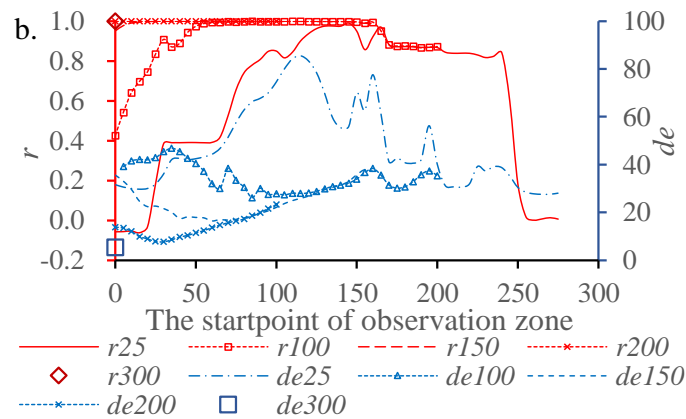 b.
1.0 100
0.8 80
0.6 60
0.4 40
0.2 20
0.0
-0.2 0
r
de
0 50 100 150 200 250 300
The startpoint of observation zone
r25 r100 r150 r200
r300 de25 de100 de150
de200 de300